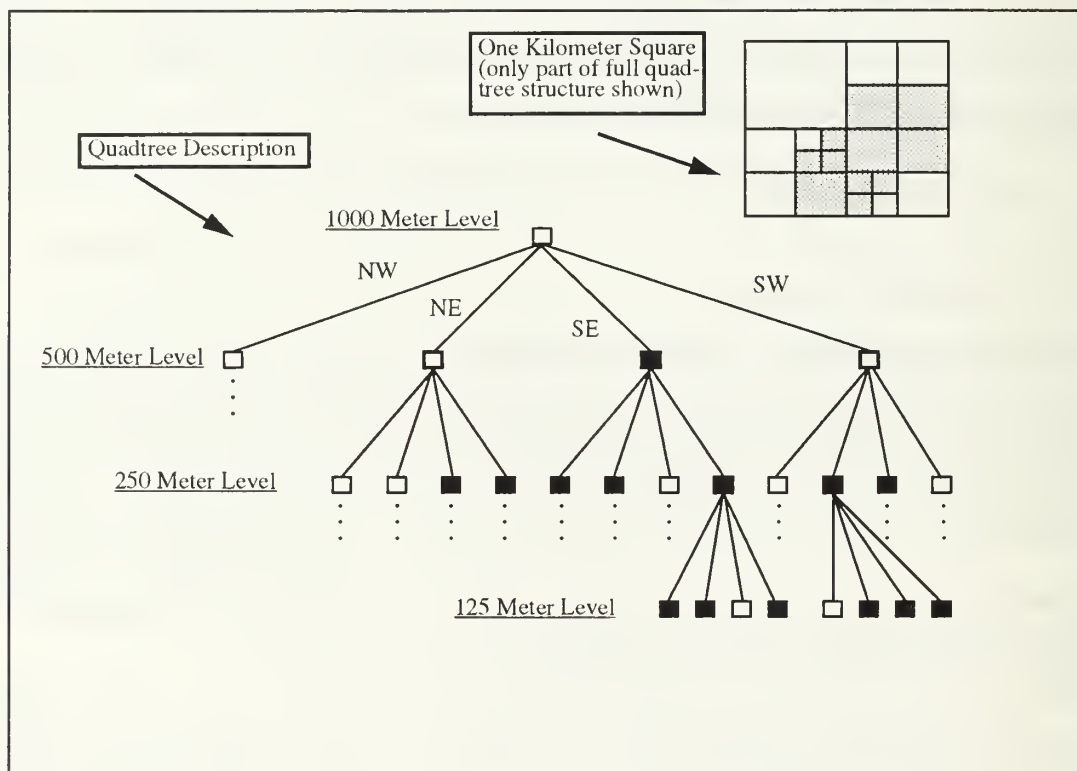 One Kilometer Square
(only part of full quad-
tree structure shown)
Quadtree Description
1000 Meter Level
NW
NE
SE
SW
500 Meter Level
250 Meter Level
125 Meter Level